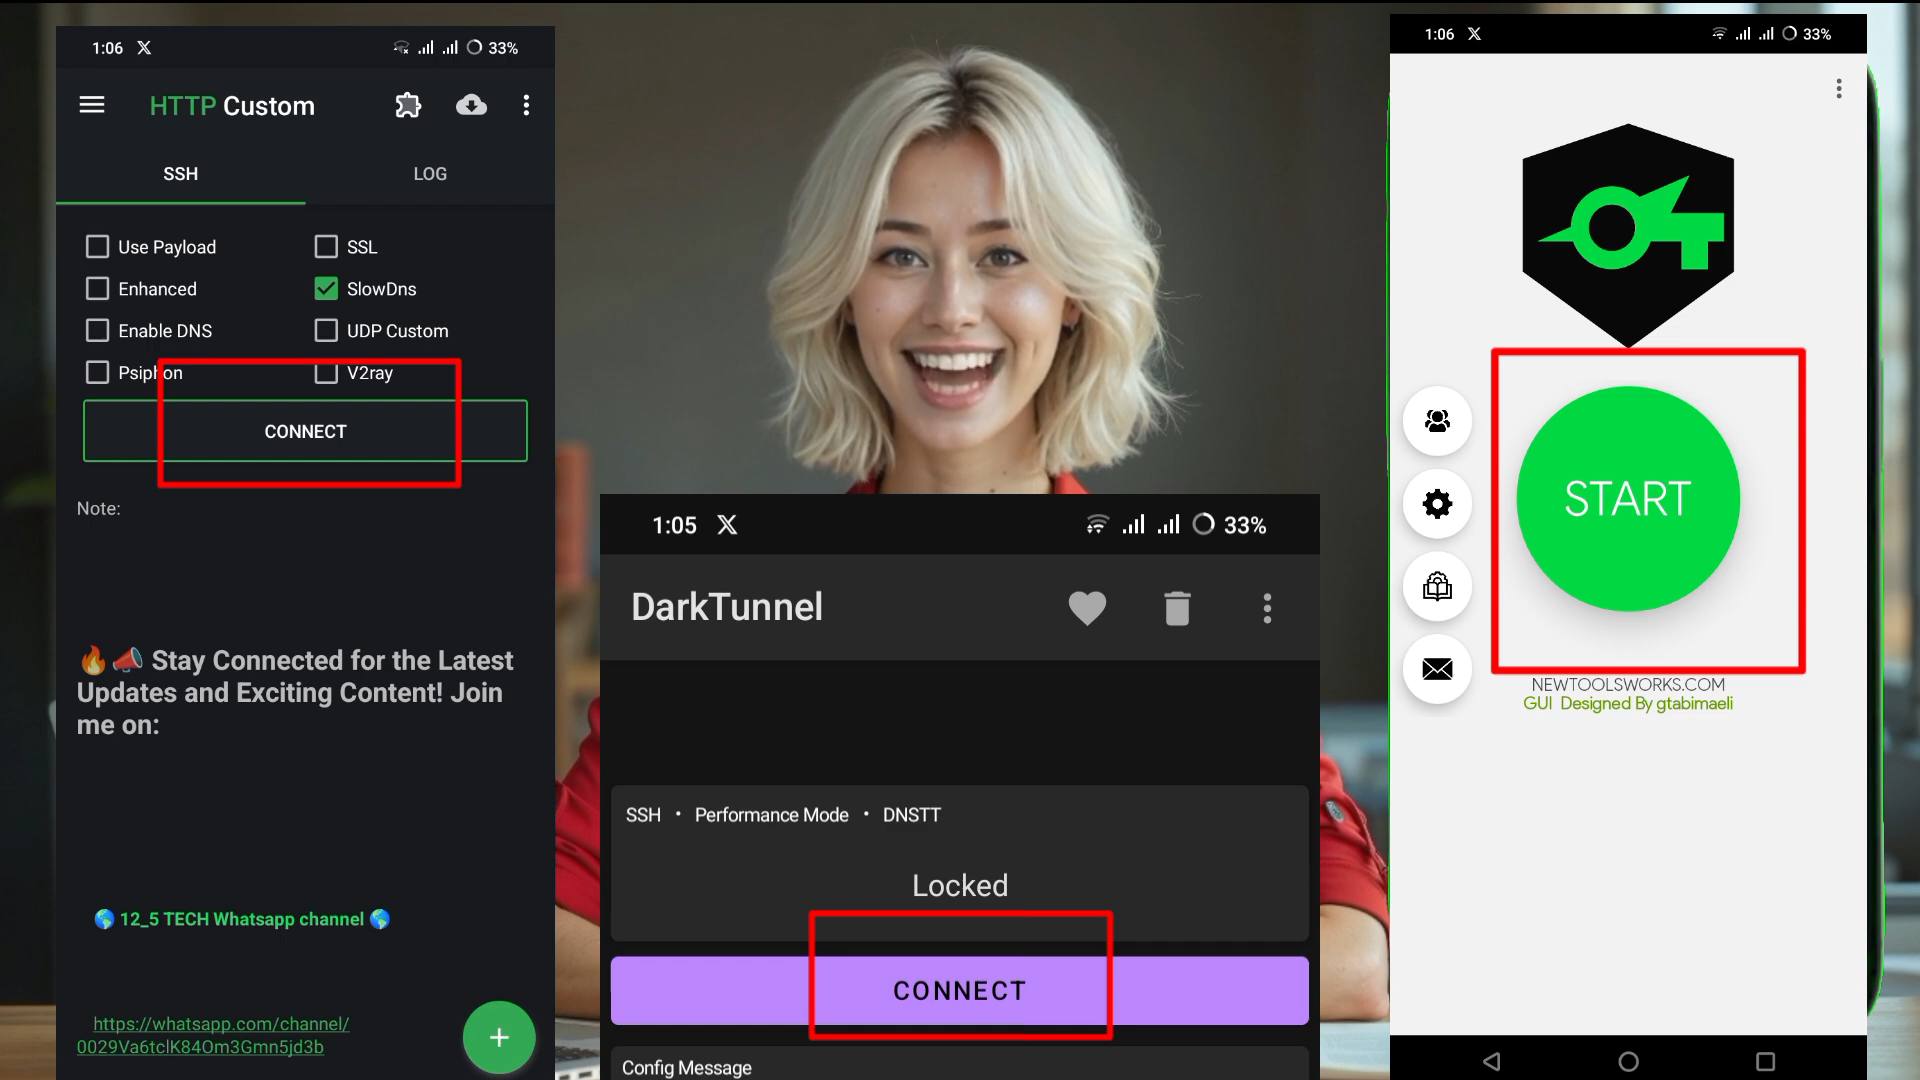 1:06
33%
HTTP Custom
SSH
LOG
Use Payload
SSL
Enhanced
SlowDns
Enable DNS
UDP Custom
Psiphon
V2ray
CONNECT
Note:
🔥📣 Stay Connected for the Latest
Updates and Exciting Content! Join
me on:
🌎 12_5 TECH Whatsapp channel 🌎
https://whatsapp.com/channel/
0029Va6tclK84Om3Gmn5jd3b
+
1:05
33%
DarkTunnel
SSH • Performance Mode • DNSTT
Locked
CONNECT
Config Message
1:06
33%
START
NEWTOOLSWORKS.COM
GUI Designed By gtabimaeli